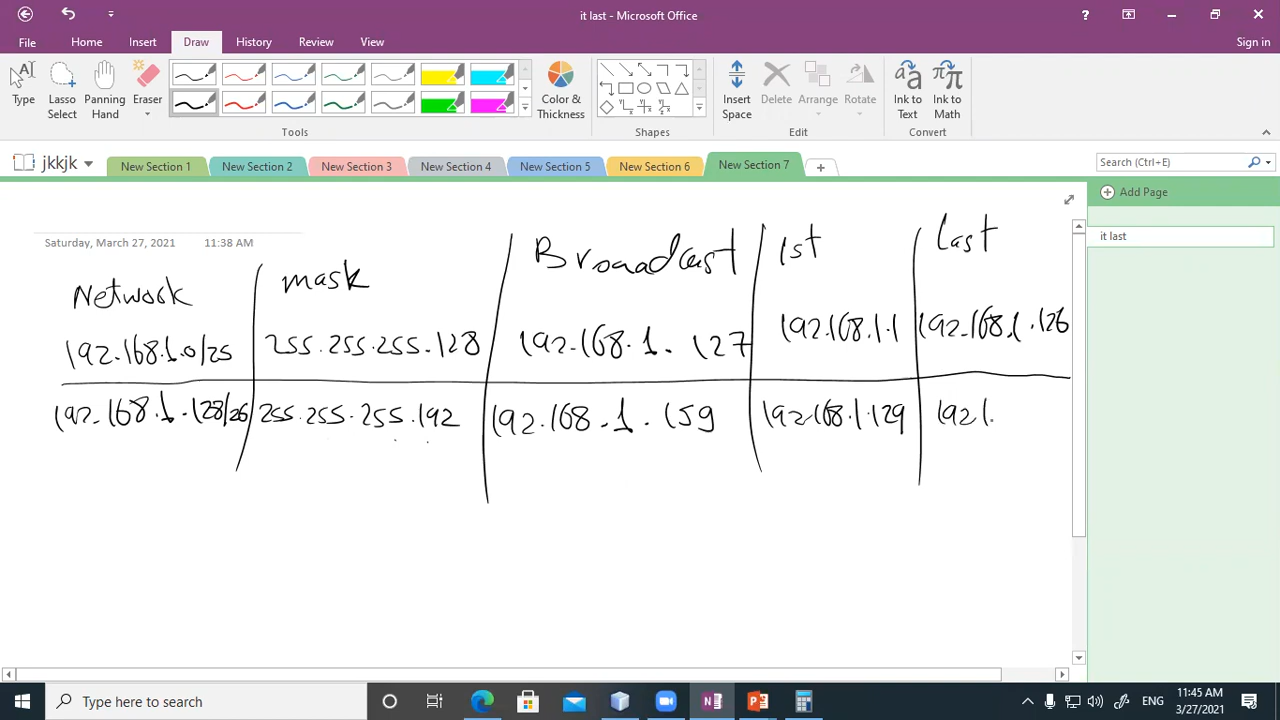 it last - Microsoft Office
File Home Insert Draw History Review View Sign in
Type Lasso Select Panning Hand Eraser Color & Thickness Insert Space Delete Arrange Rotate Ink to Text Ink to Math
Tools Shapes Edit Convert
jkkjk New Section 1 New Section 2 New Section 3 New Section 4 New Section 5 New Section 6 New Section 7 Search (Ctrl+E)
Add Page
it last
Saturday, March 27, 2021 11:38 AM
Network mask Broadcast 1st Last
192.168.1.0/25 255.255.255.128 192.168.1.127 192.168.1.1 192.168.1.126
192.168.1.128/26 255.255.255.192 192.168.1.159 192.168.1.129 192.1.
Type here to search ENG 11:45 AM
3/27/2021